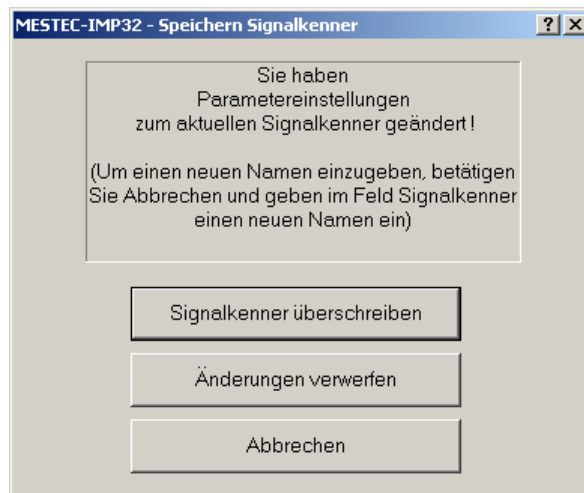 MESTEC-IMP32 - Speichern Signalkenner
Sie haben
Parametereinstellungen
zum aktuellen Signalkenner geändert !
(Um einen neuen Namen einzugeben, betätigen
Sie Abbrechen und geben im Feld Signalkenner
einen neuen Namen ein)
Signalkenner überschreiben
Änderungen verwerfen
Abbrechen